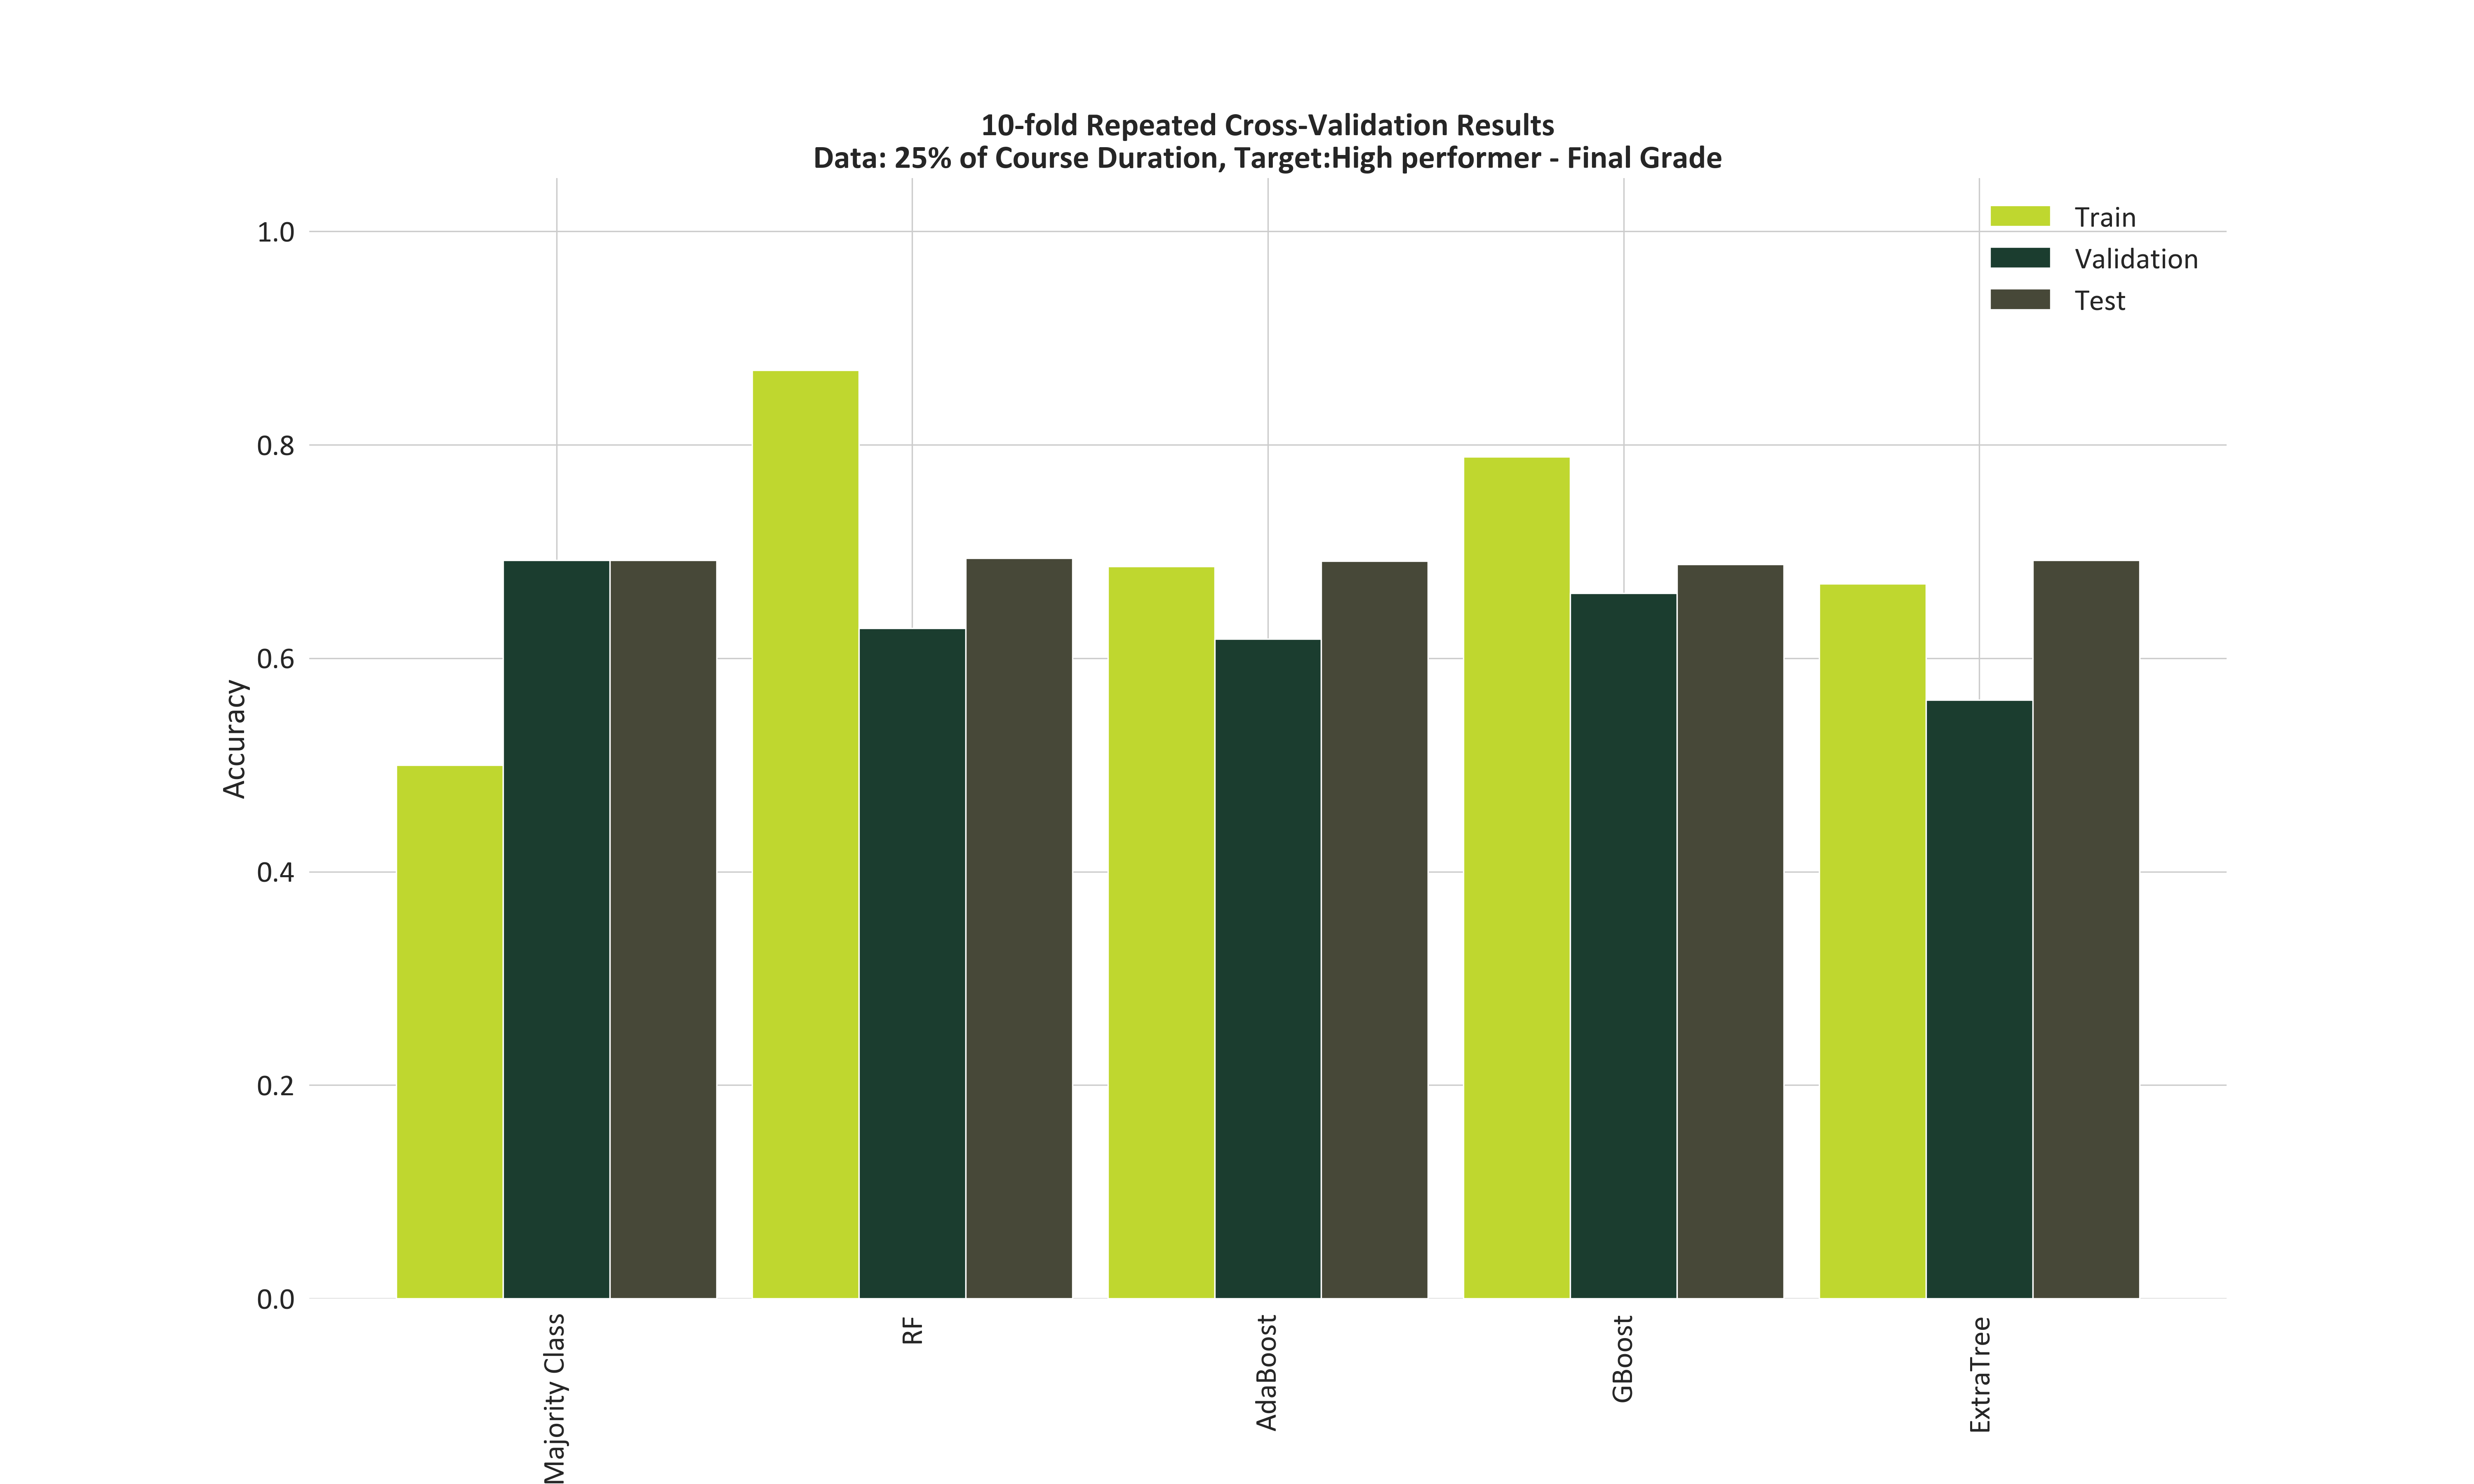 10-fold Repeated Cross-Validation Results
Data: 25% of Course Duration, Target:High performer - Final Grade
Train
Validation
Test
Accuracy
1.0
0.8
0.6
0.4
0.2
0.0
Majority Class
RF
AdaBoost
GBoost
ExtraTree